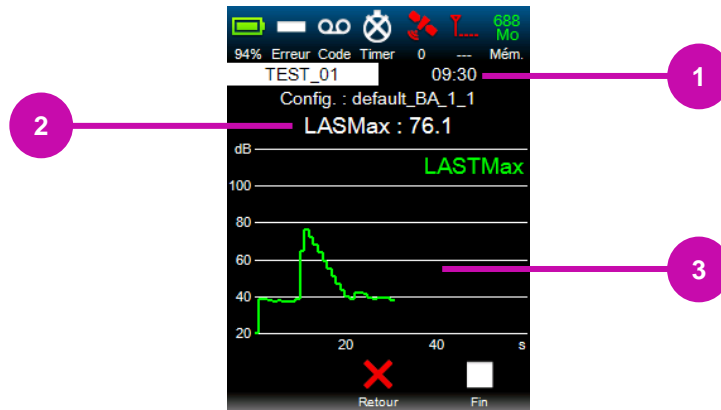 688
Mo
94% Erreur Code Timer 0 --- Mém.
TEST_01 09:30
1
Config. : default_BA_1_1
2
LASMax : 76.1
dB
LASTMax
100
80
60
3
40
20
20 40 s
Retour Fin